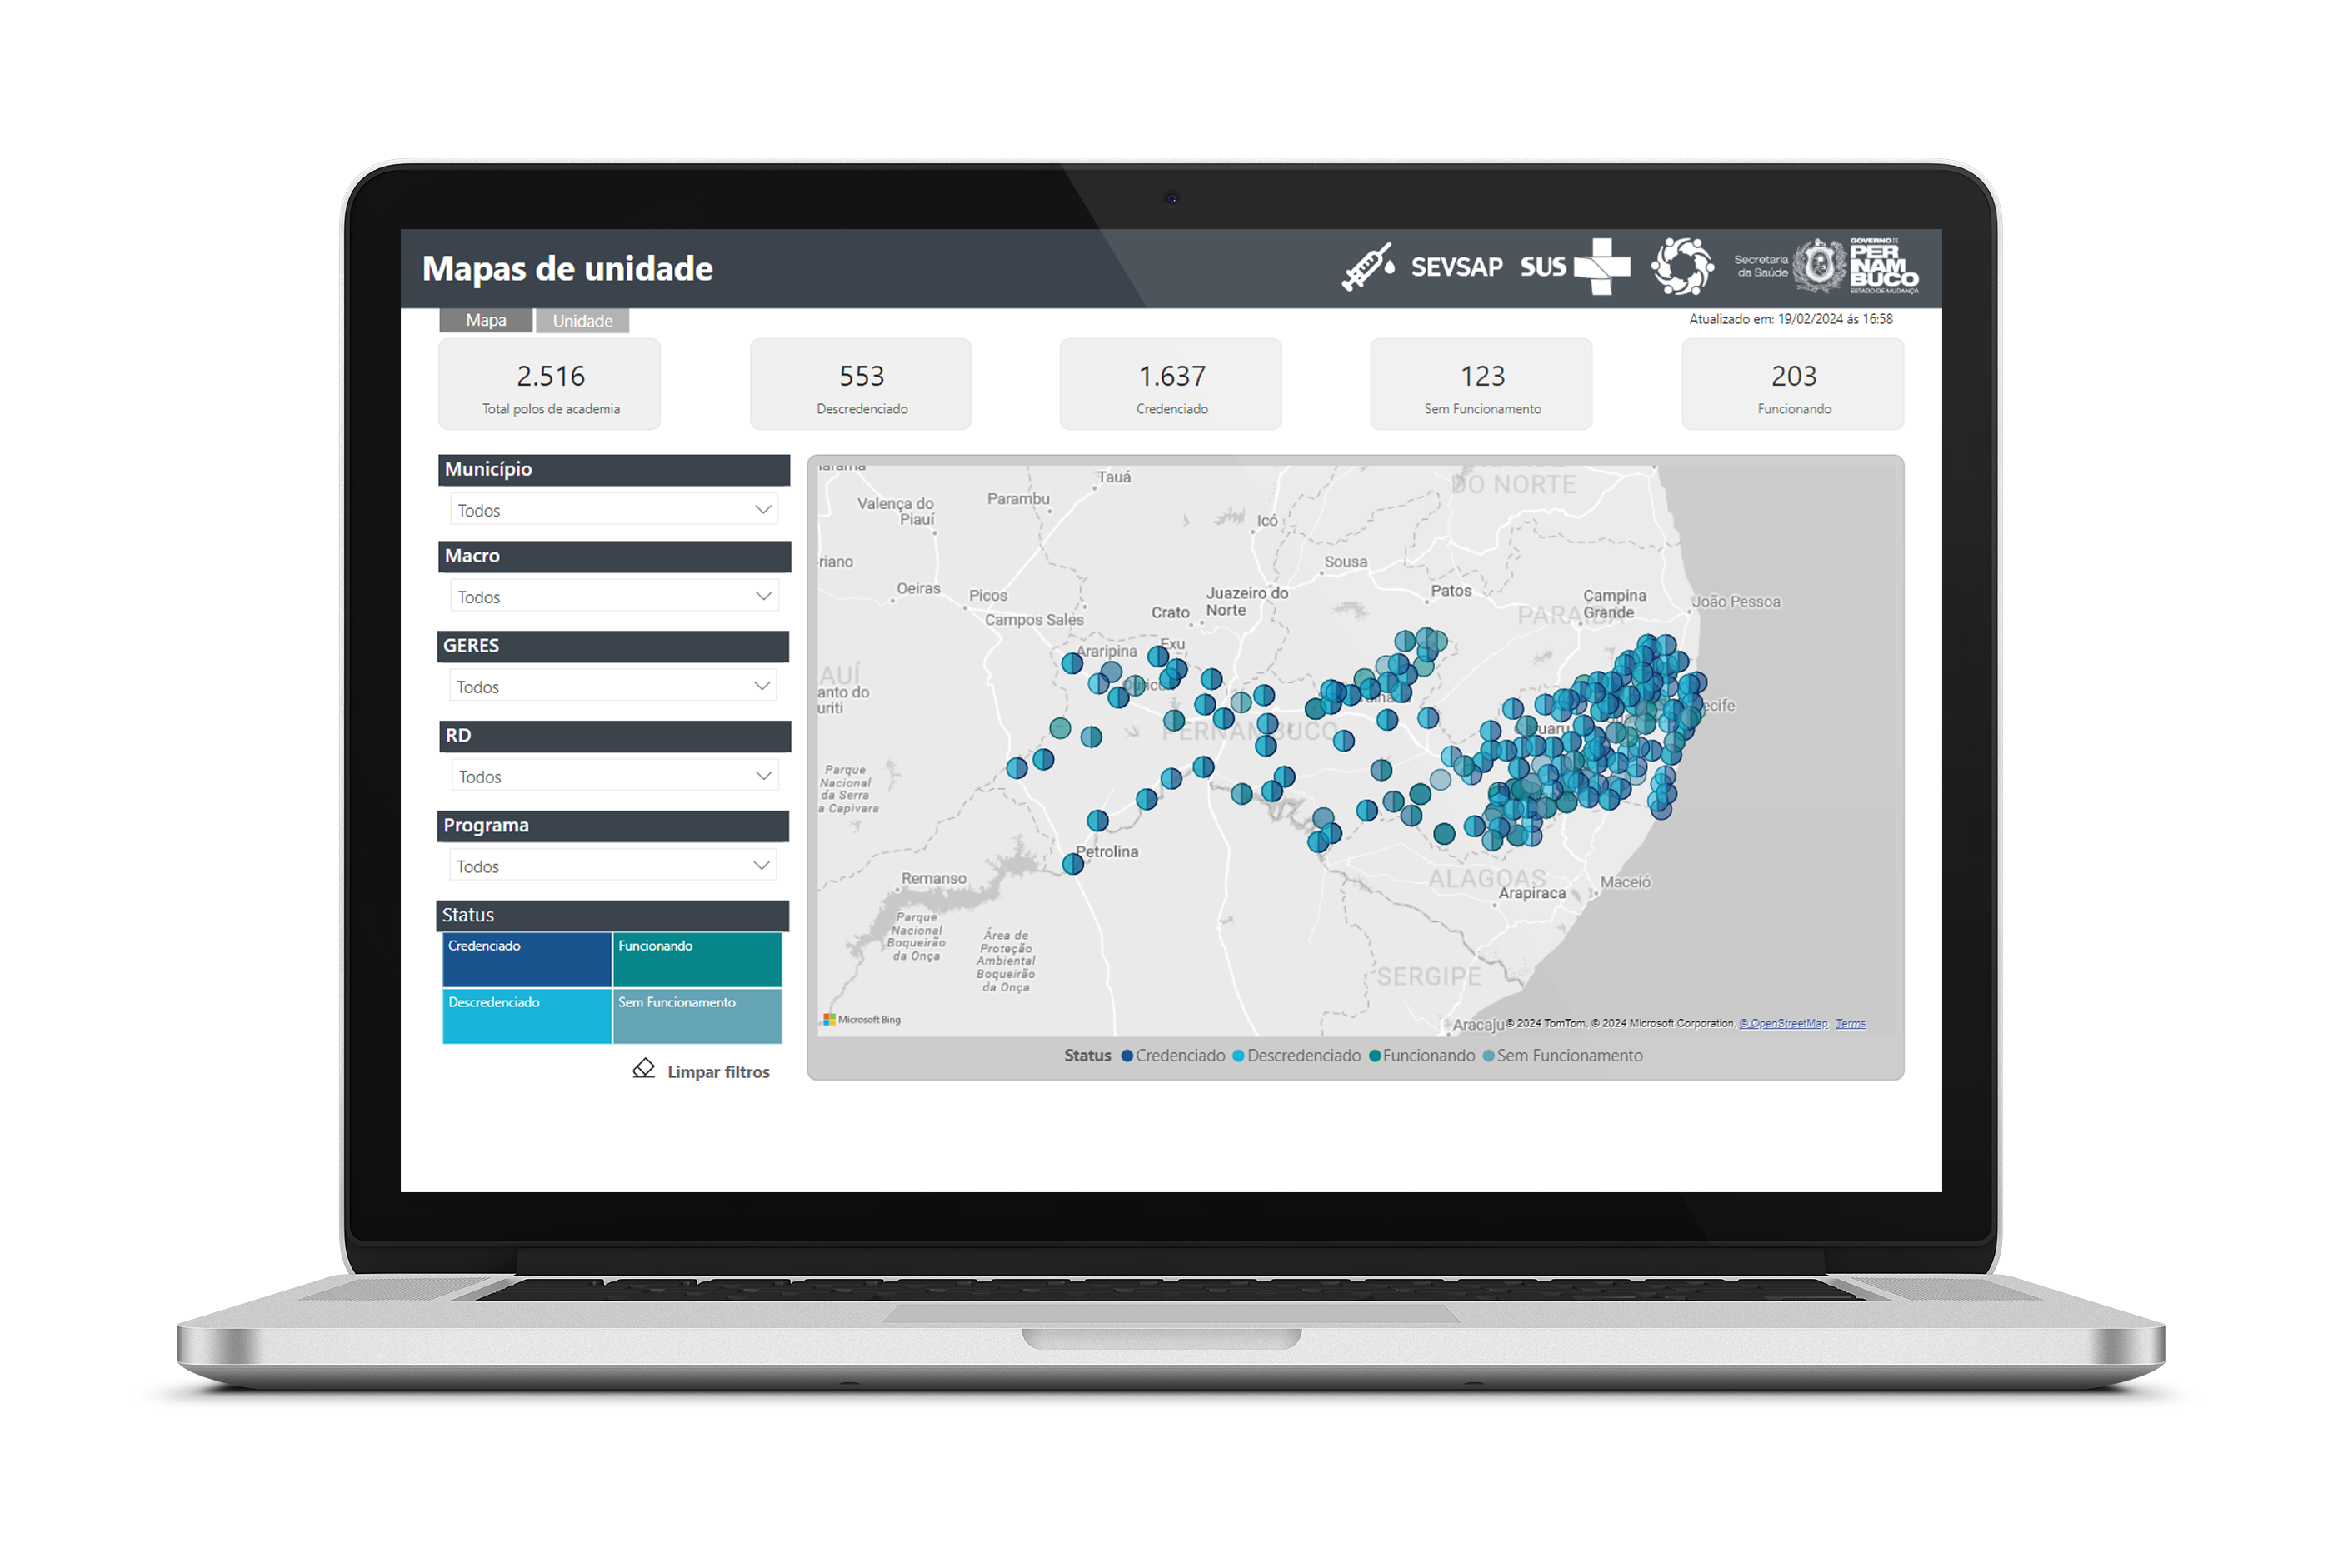 Mapas de unidade
SEVSAP
SUS
Secretaria
da Saúde
GOVERNO DE
PER
NAM
BUCO
ESTADO DE MUDANÇA
Mapa
Unidade
Atualizado em: 19/02/2024 ás 16:58
2.516
Total polos de academia
553
Descredenciado
1.637
Credenciado
123
Sem Funcionamento
203
Funcionando
Município
Todos
Macro
Todos
GERES
Todos
RD
Todos
Programa
Todos
Status
Credenciado
Funcionando
Descredenciado
Sem Funcionamento
Limpar filtros
Tauá
DO NORTE
Valença do
Piauí
Parambu
Icó
riano
Sousa
Oeiras
Picos
Juazeiro do
Norte
Patos
Campina
Grande
João Pessoa
Campos Sales
Crato
PARAÍBA
Araripina
Exu
AUÍ
anto do
uriti
Ouricu
ecife
PERNAMBUCO
uaru
Parque
Nacional
da Serra
a Capivara
Petrolina
Remanso
ALAGOAS
Maceió
Arapiraca
Parque
Nacional
Boqueirão
da Onça
Área de
Proteção
Ambiental
Boqueirão
da Onça
SERGIPE
Microsoft Bing
Aracaju
© 2024 TomTom, © 2024 Microsoft Corporation, © OpenStreetMap Terms
Status Credenciado Descredenciado Funcionando Sem Funcionamento